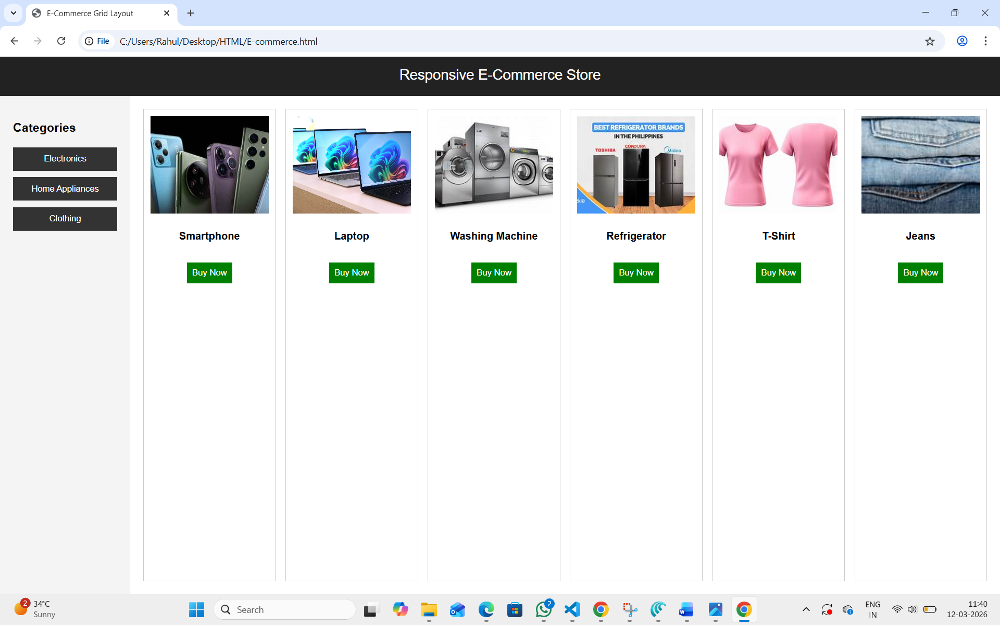 E-Commerce Grid Layout
File
C:/Users/Rahul/Desktop/HTML/E-commerce.html
Responsive E-Commerce Store
Categories
Electronics
Home Appliances
Clothing
BEST REFRIGERATOR BRANDS
IN THE PHILIPPINES
TOSHIBA
CONDURA
Midea
Smartphone
Laptop
Washing Machine
Refrigerator
T-Shirt
Jeans
Buy Now
Buy Now
Buy Now
Buy Now
Buy Now
Buy Now
2
34°C
Sunny
Search
2
ENG
IN
11:40
12-03-2026